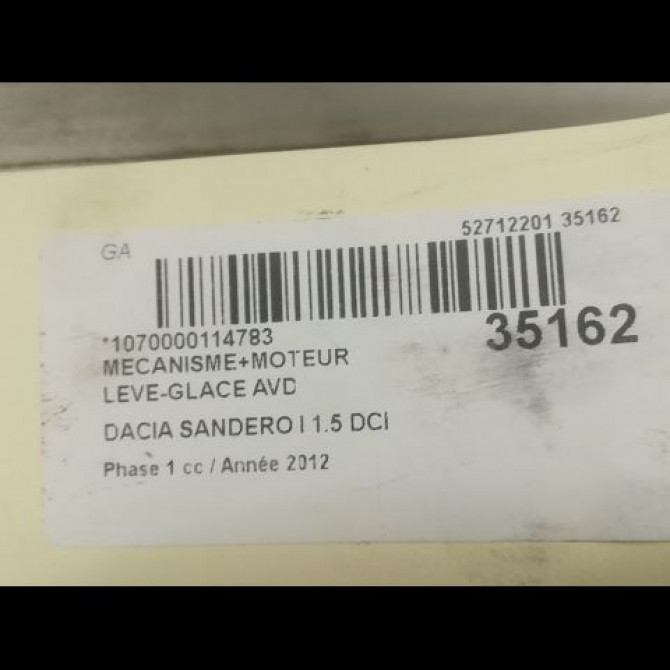 GA
52712201 35162
*1070000114783
35162
MECANISME+MOTEUR
LEVE-GLACE AVD
DACIA SANDERO I 1.5 DCI
Phase 1 cc / Année 2012